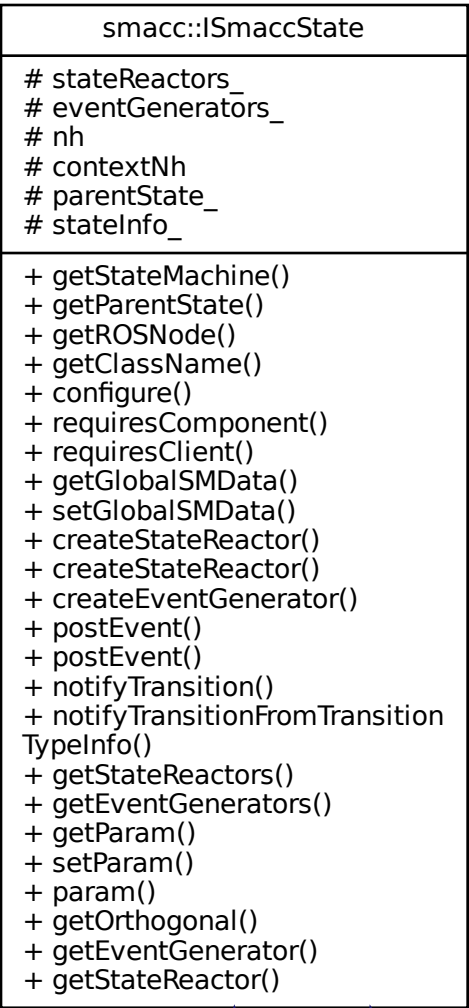 smacc::ISmaccState
# stateReactors_
# eventGenerators_
# nh
# contextNh
# parentState_
# stateInfo_
+ getStateMachine()
+ getParentState()
+ getROSNode()
+ getClassName()
+ configure()
+ requiresComponent()
+ requiresClient()
+ getGlobalSMData()
+ setGlobalSMData()
+ createStateReactor()
+ createStateReactor()
+ createEventGenerator()
+ postEvent()
+ postEvent()
+ notifyTransition()
+ notifyTransitionFromTransition
TypeInfo()
+ getStateReactors()
+ getEventGenerators()
+ getParam()
+ setParam()
+ param()
+ getOrthogonal()
+ getEventGenerator()
+ getStateReactor()